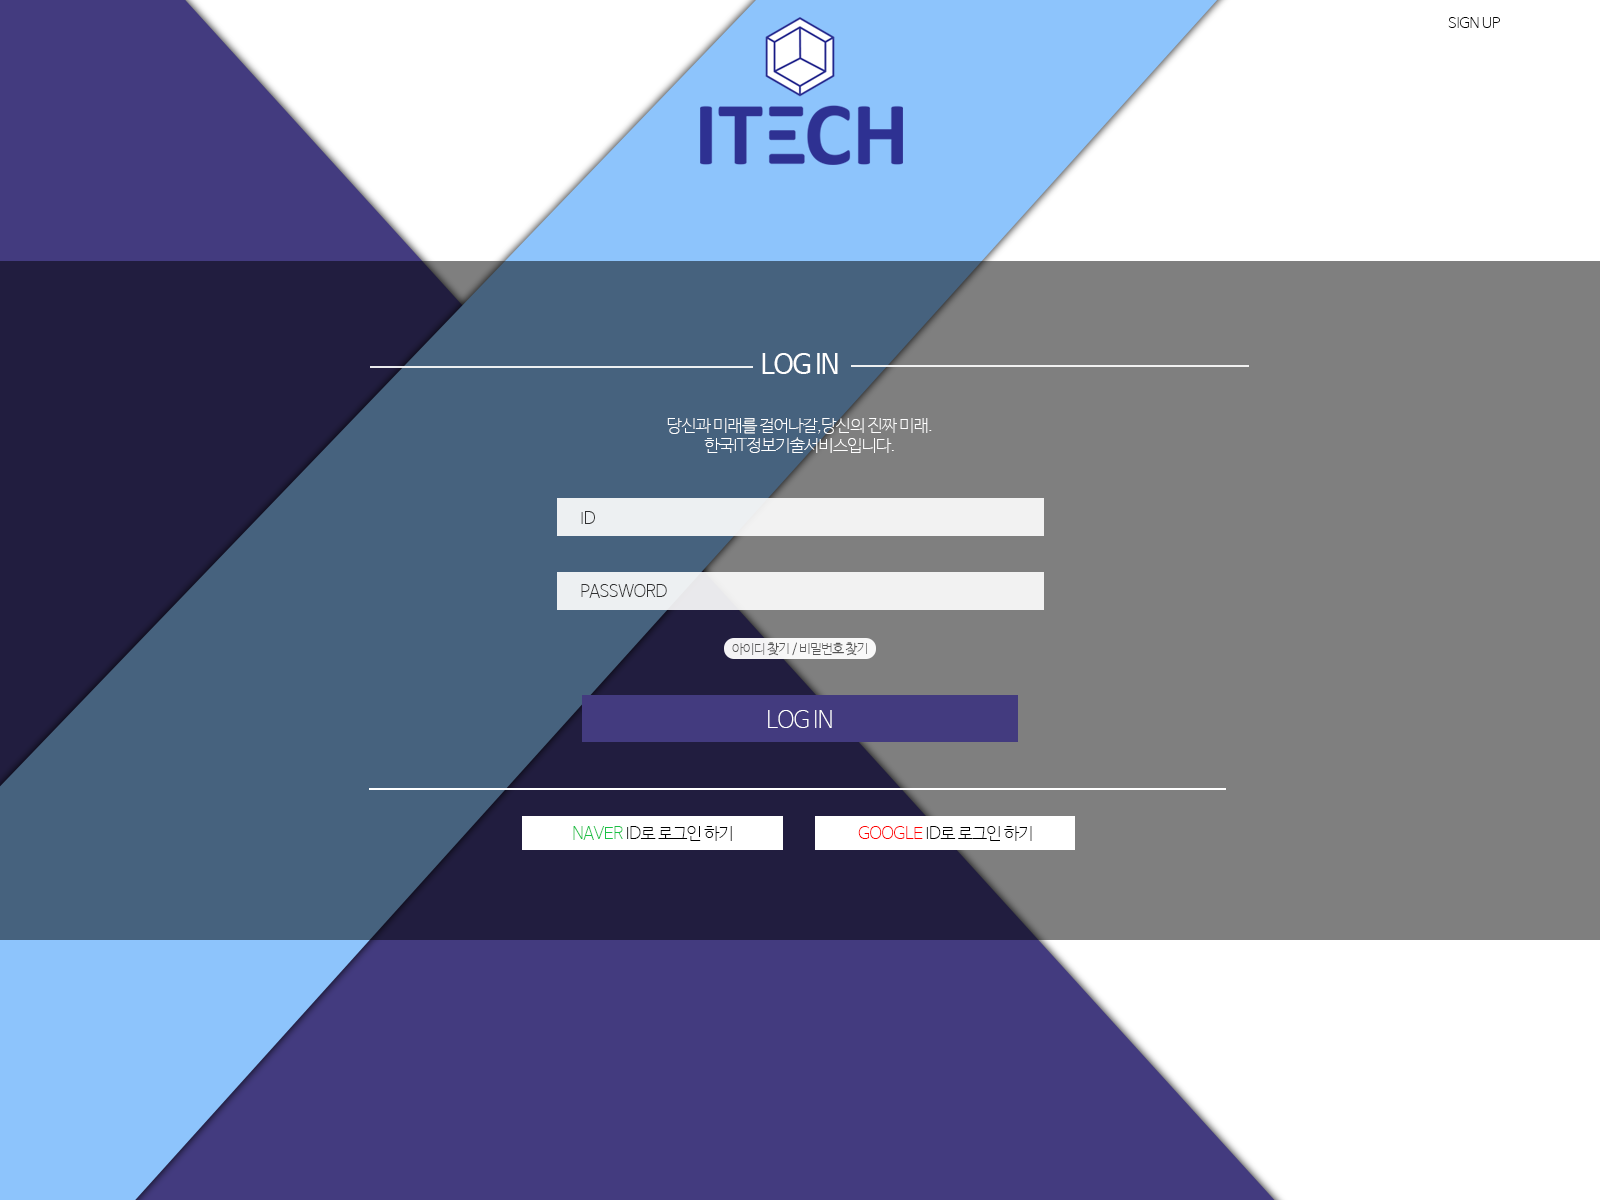 SIGN UP
ITECH
LOG IN
당신과 미래를 걸어나갈, 당신의 진짜 미래.
한국IT정보기술서비스입니다.
ID
PASSWORD
아이디 찾기 / 비밀번호 찾기
LOG IN
NAVER ID로 로그인 하기
GOOGLE ID로 로그인 하기